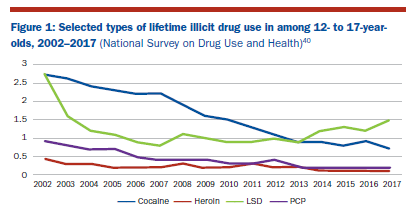 Figure 1: Selected types of lifetime illicit drug use in among 12- to 17-year-
olds, 2002–2017 (National Survey on Drug Use and Health)40
3
2.5
2
1.5
1
0.5
0
2002 2003 2004 2005 2006 2007 2008 2009 2010 2011 2012 2013 2014 2015 2016 2017
Cocaine Heroin LSD PCP